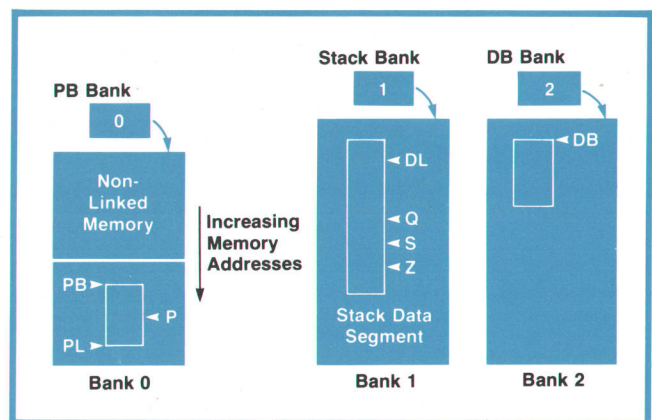 PB Bank
0
Non-
Linked
Memory
PB
P
PL
Bank 0
Increasing
Memory
Addresses
Stack Bank
1
DL
Q
S
Z
Stack Data
Segment
Bank 1
DB Bank
2
DB
Bank 2